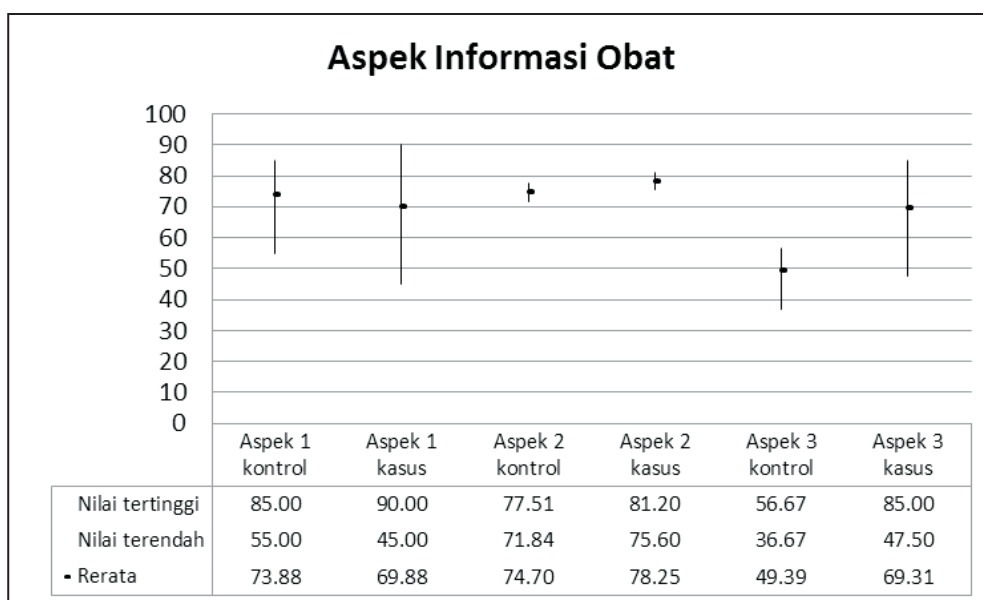 Aspek Informasi Obat
100
90
80
70
60
50
40
30
20
10
0
Aspek 1 kontrol Aspek 1 kasus Aspek 2 kontrol Aspek 2 kasus Aspek 3 kontrol Aspek 3 kasus
Nilai tertinggi 85.00 90.00 77.51 81.20 56.67 85.00
Nilai terendah 55.00 45.00 71.84 75.60 36.67 47.50
Rerata 73.88 69.88 74.70 78.25 49.39 69.31